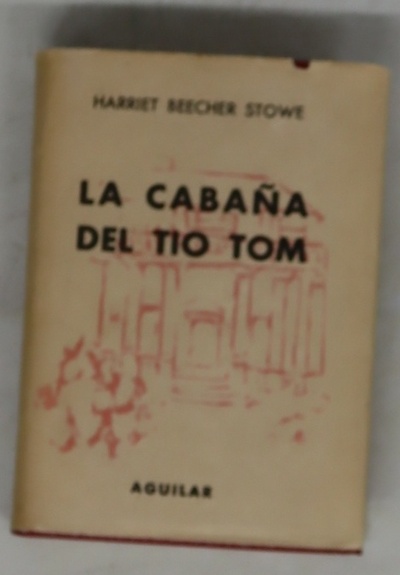 HARRIET BEECHER STOWE
LA CABAÑA
DEL TIO TOM
AGUILAR